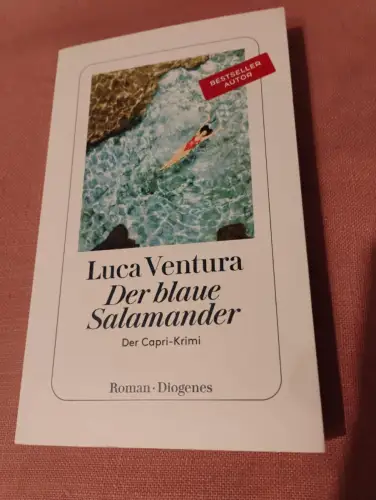 BESTSELLER
AUTOR
Luca Ventura
Der blaue
Salamander
Der Capri-Krimi
Roman · Diogenes